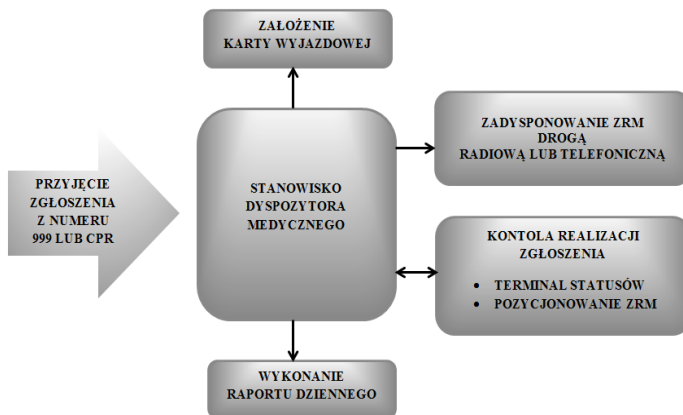 ZAŁOŻENIE
KARTY WYJAZDOWEJ
PRZYJĘCIE
ZGŁOSZENIA
Z NUMERU
999 LUB CPR
STANOWISKO
DYSPOZYTORA
MEDYCZNEGO
ZADYSPONOWANIE ZRM
DROGĄ
RADIOWĄ LUB TELEFONICZNĄ
KONTOLA REALIZACJI
ZGŁOSZENIA
• TERMINAL STATUSÓW
• POZYCJONOWANIE ZRM
WYKONANIE
RAPORTU DZIENNEGO